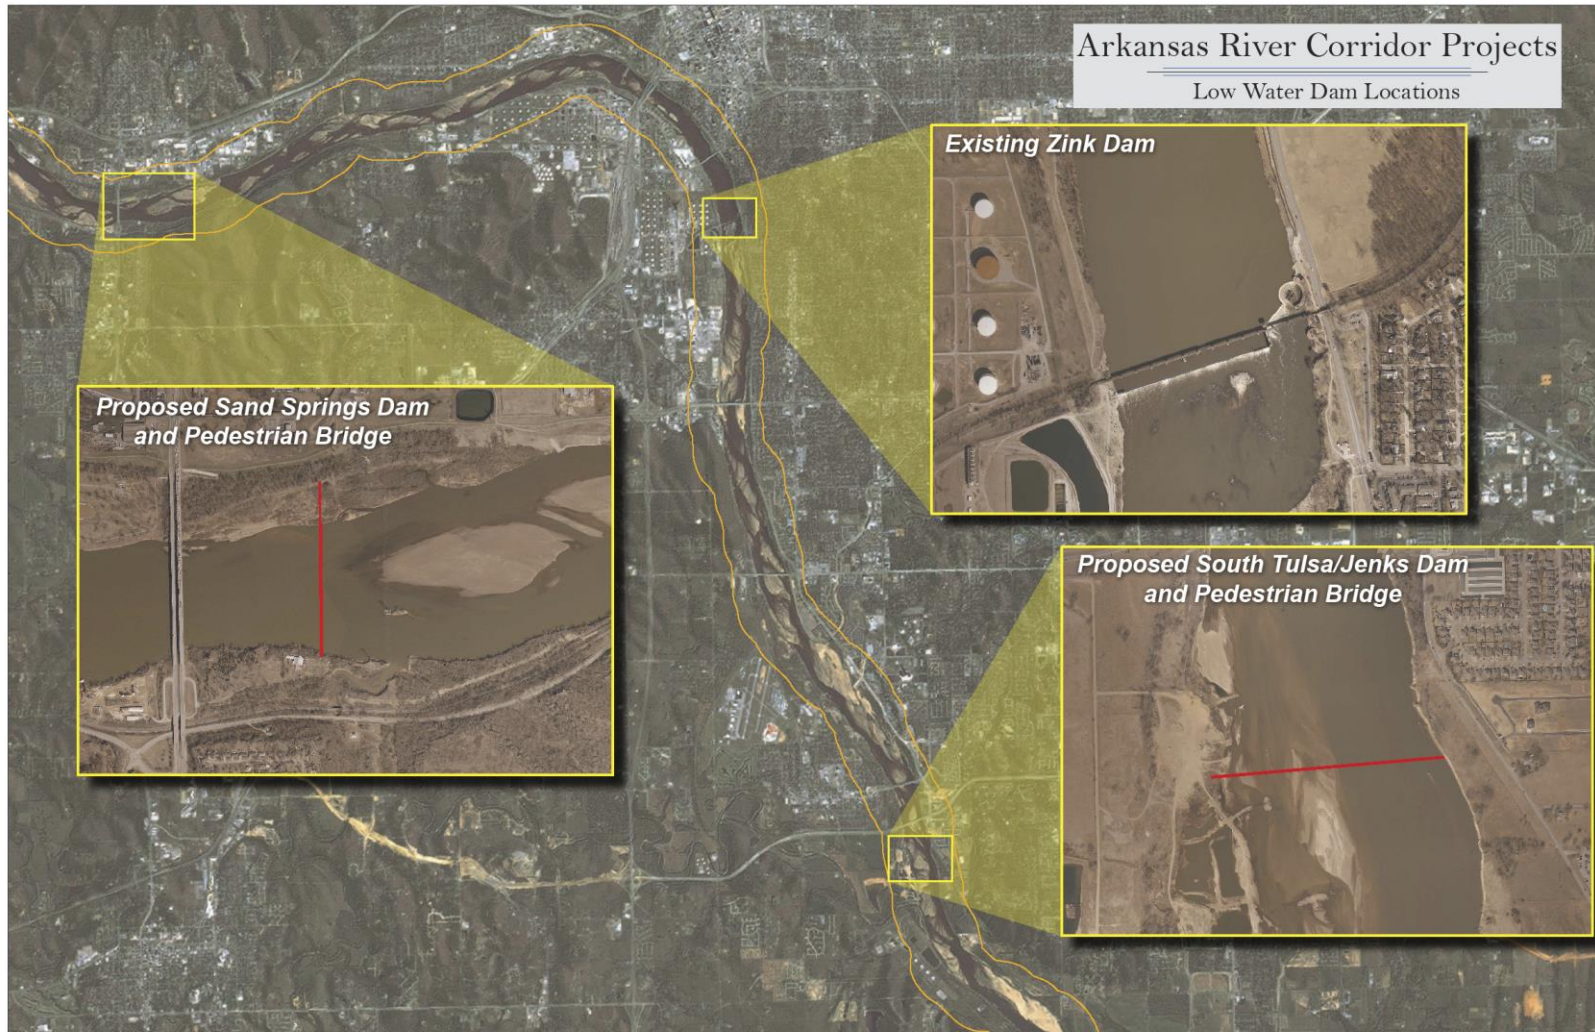 Arkansas River Corridor Projects
Low Water Dam Locations
Existing Zink Dam
Proposed Sand Springs Dam
and Pedestrian Bridge
Proposed South Tulsa/Jenks Dam
and Pedestrian Bridge